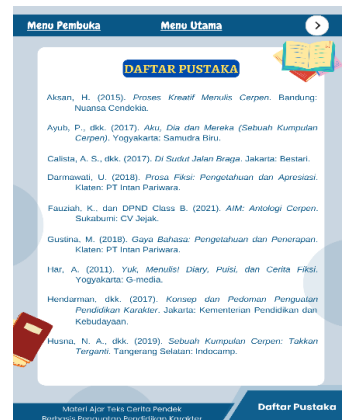 Menu Pembuka
Menu Utama
DAFTAR PUSTAKA
Aksan, H. (2015). Proses Kreatif Menulis Cerpen. Bandung:
Nuansa Cendekia.
Ayub, P., dkk. (2017). Aku, Dia dan Mereka (Sebuah Kumpulan
Cerpen). Yogyakarta: Samudra Biru.
Calista, A. S., dkk. (2017). Di Sudut Jalan Braga. Jakarta: Bestari.
Darmawati, U. (2018). Prosa Fiksi: Pengetahuan dan Apresiasi.
Klaten: PT Intan Pariwara.
Fauziah, K., dan DPND Class B. (2021). AIM: Antologi Cerpen.
Sukabumi: CV Jejak.
Gustina, M. (2018). Gaya Bahasa: Pengetahuan dan Penerapan.
Klaten: PT Intan Pariwara.
Har, A. (2011). Yuk, Menulis! Diary, Puisi, dan Cerita Fiksi.
Yogyakarta: G-media.
Hendarman, dkk. (2017). Konsep dan Pedoman Penguatan
Pendidikan Karakter. Jakarta: Kementerian Pendidikan dan
Kebudayaan.
Husna, N. A., dkk. (2019). Sebuah Kumpulan Cerpen: Takkan
Terganti. Tangerang Selatan: Indocamp.
Materi Ajar Teks Cerita Pendek
Berbasis Penguatan Pendidikan Karakter
Daftar Pustaka